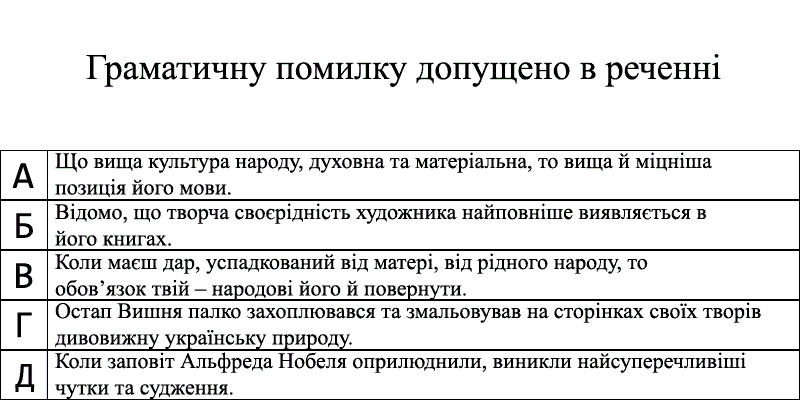 Граматичну помилку допущено в реченні
А
Що вища культура народу, духовна та матеріальна, то вища й міцніша
позиція його мови.
Б
Відомо, що творча своєрідність художника найповніше виявляється в
його книгах.
В
Коли маєш дар, успадкований від матері, від рідного народу, то
обов’язок твій – народові його й повернути.
Г
Остап Вишня палко захоплювався та змальовував на сторінках своїх творів
дивовижну українську природу.
Д
Коли заповіт Альфреда Нобеля оприлюднили, виникли найсуперечливіші
чутки та судження.